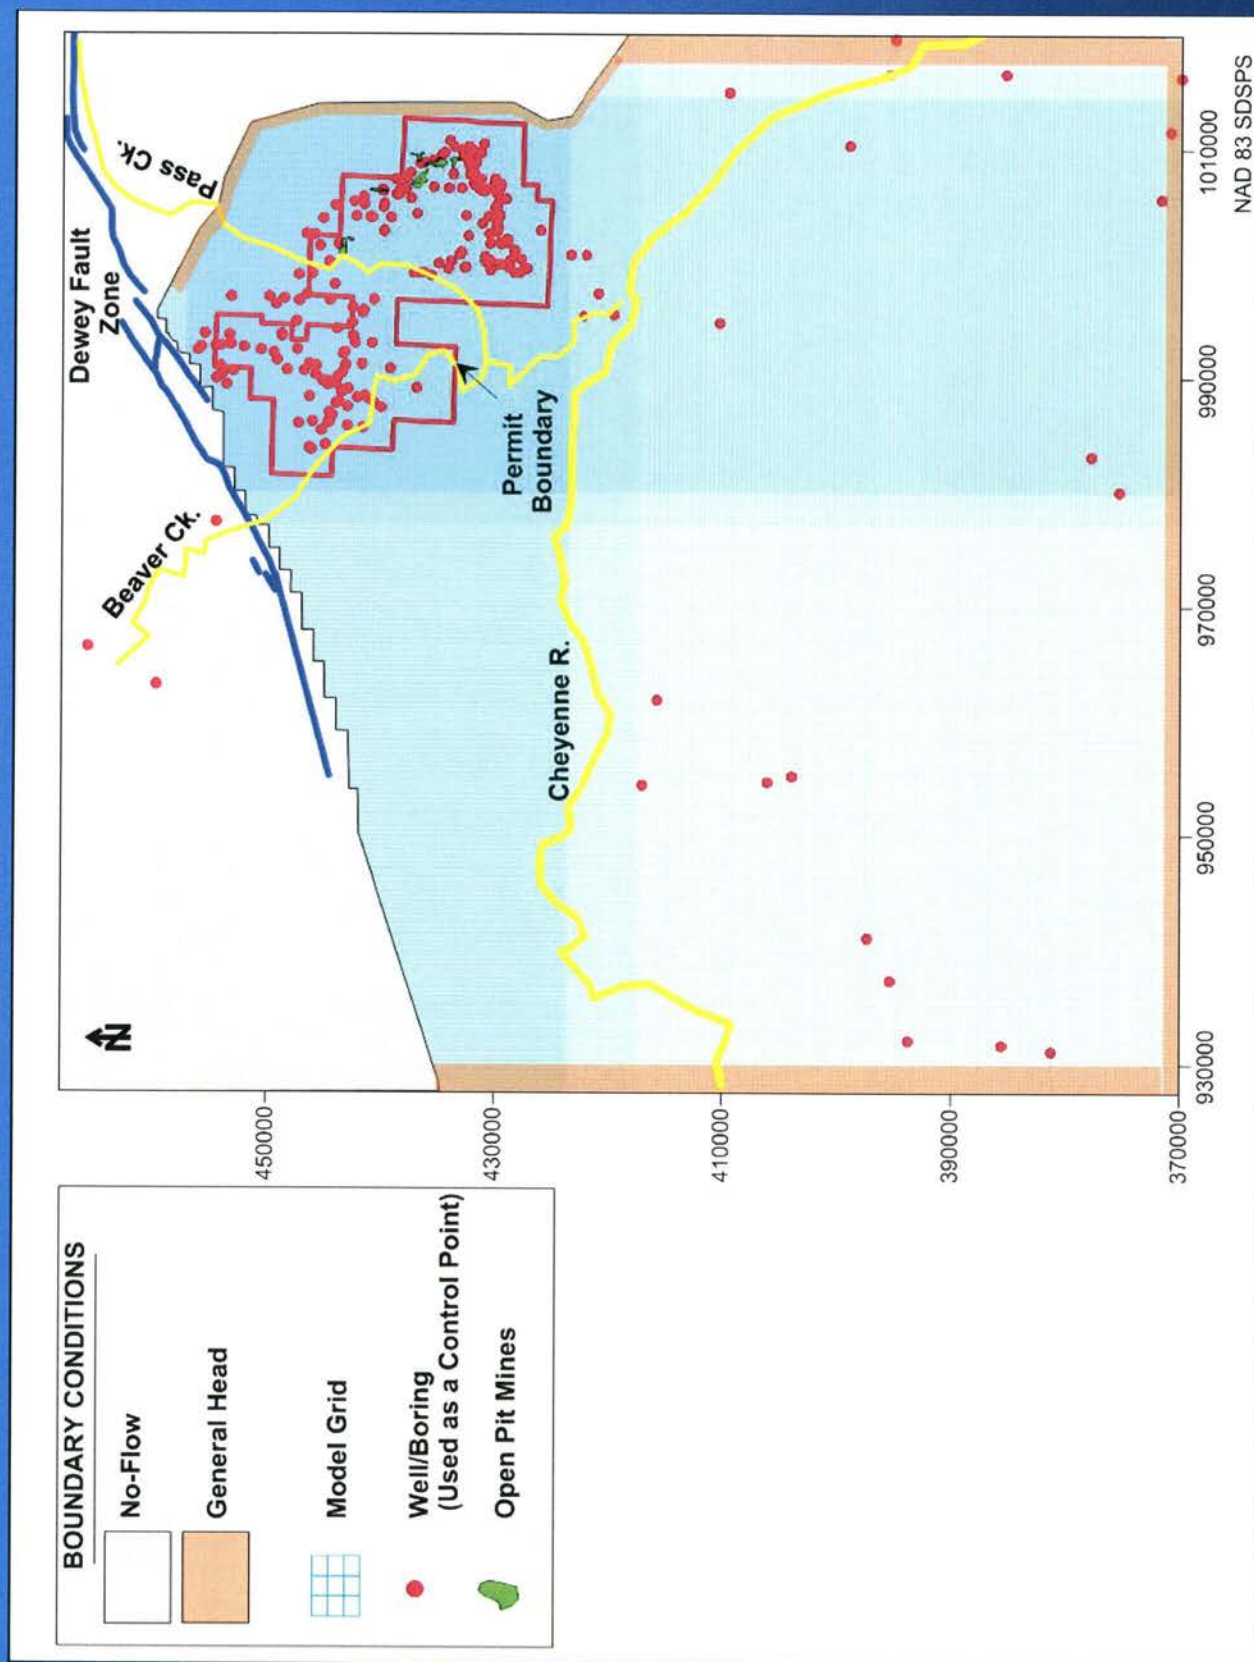 BOUNDARY CONDITIONS
No-Flow
General Head
Model Grid
Well/Boring
(Used as a Control Point)
Open Pit Mines
N
Dewey Fault
Zone
Pass Ck.
Beaver Ck.
Permit
Boundary
Cheyenne R.
450000
430000
410000
390000
370000
930000
950000
970000
990000
1010000
NAD 83 SDSPS